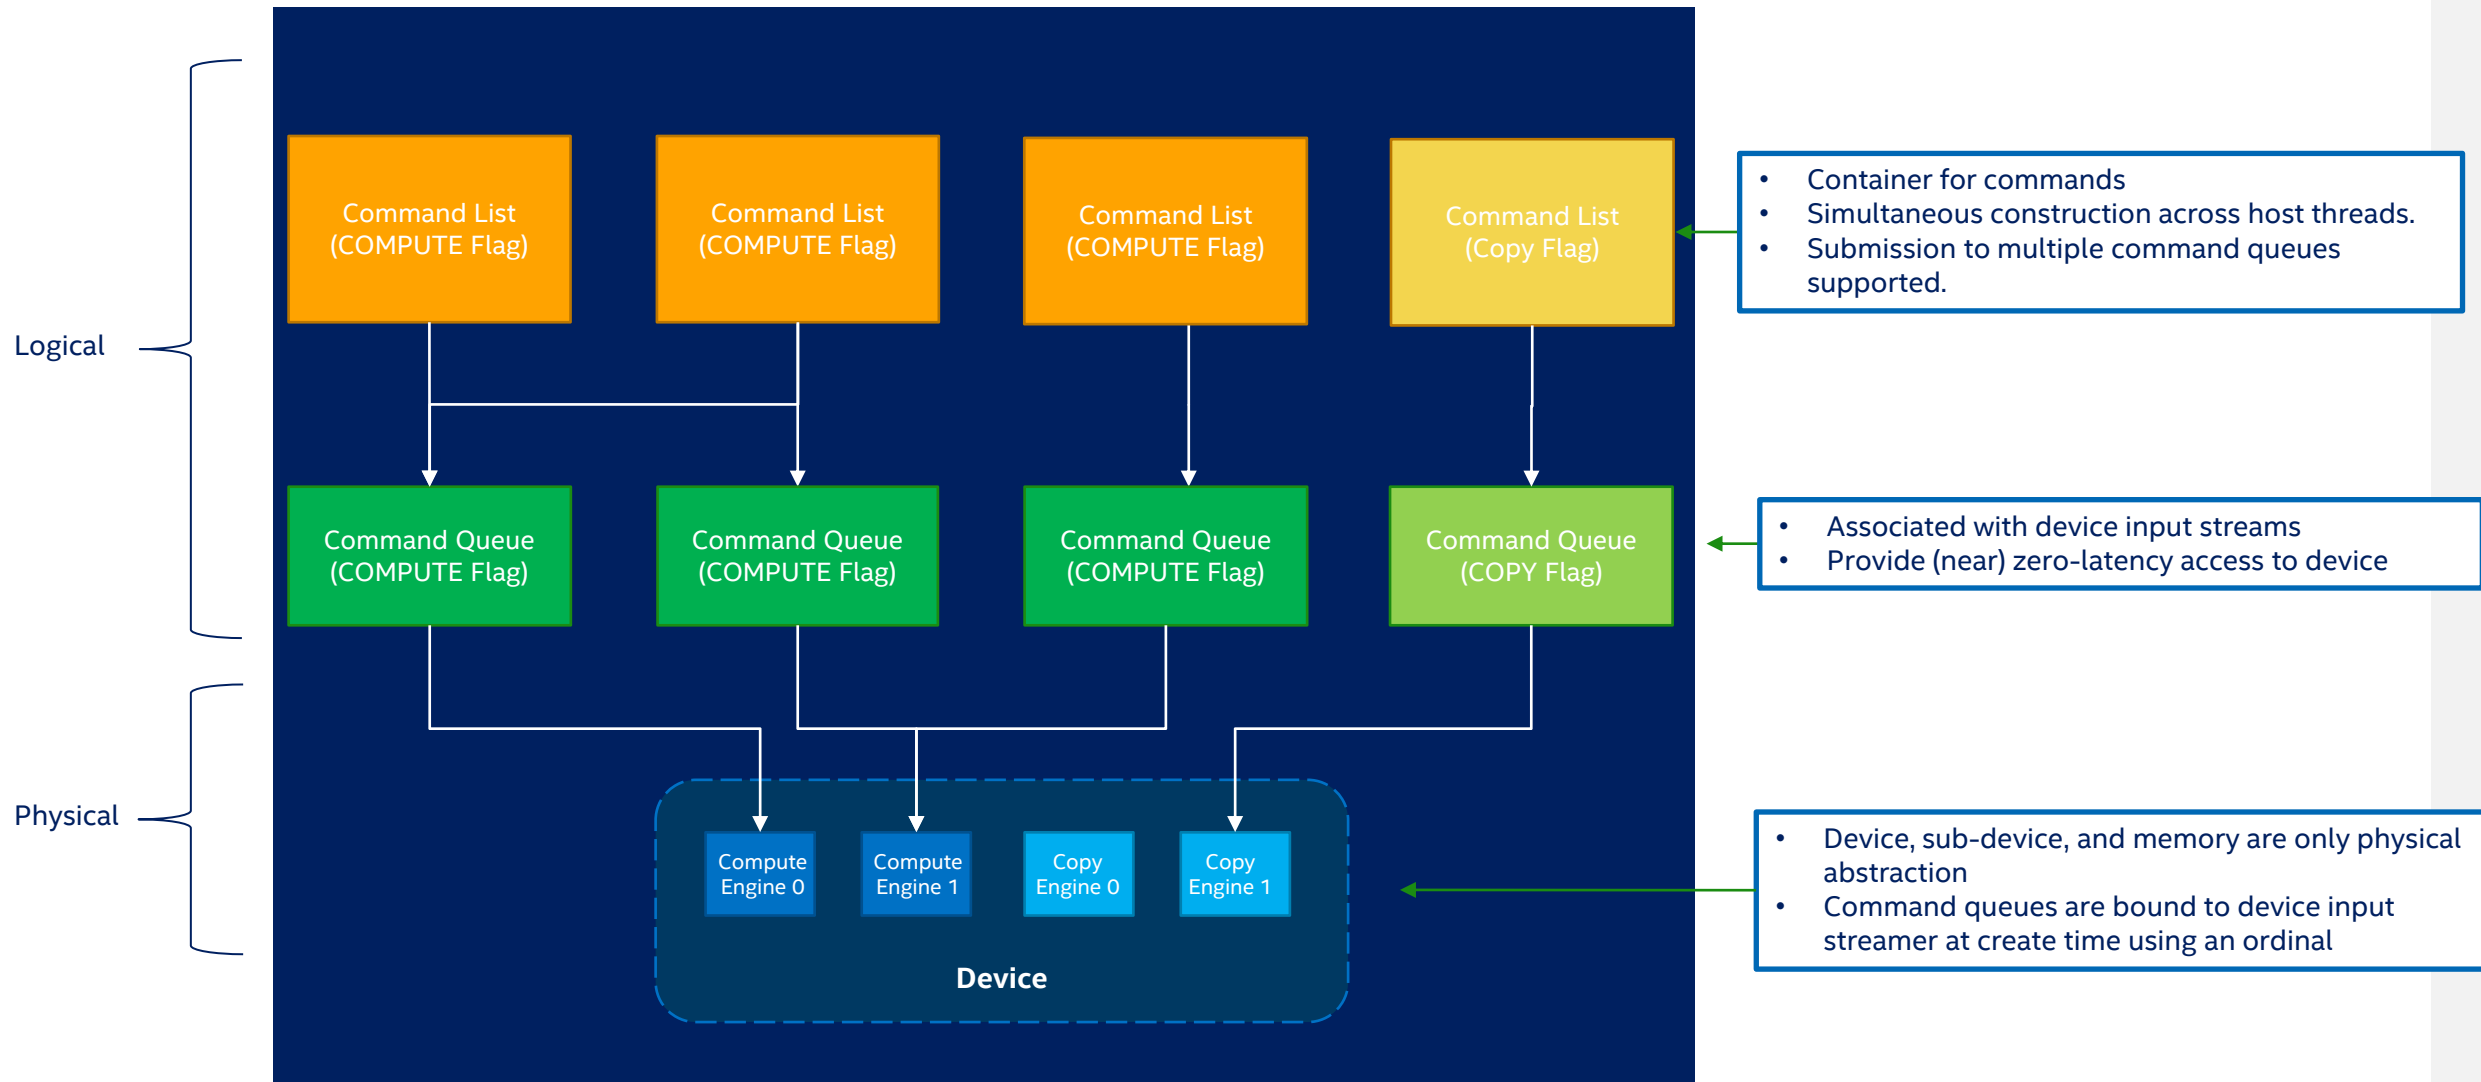 Logical
Command List
(COMPUTE Flag)
Command List
(COMPUTE Flag)
Command List
(COMPUTE Flag)
Command List
(Copy Flag)
• Container for commands
• Simultaneous construction across host threads.
• Submission to multiple command queues
supported.
Command Queue
(COMPUTE Flag)
Command Queue
(COMPUTE Flag)
Command Queue
(COMPUTE Flag)
Command Queue
(COPY Flag)
• Associated with device input streams
• Provide (near) zero-latency access to device
Physical
Compute
Engine 0
Compute
Engine 1
Copy
Engine 0
Copy
Engine 1
Device
• Device, sub-device, and memory are only physical
abstraction
• Command queues are bound to device input
streamer at create time using an ordinal